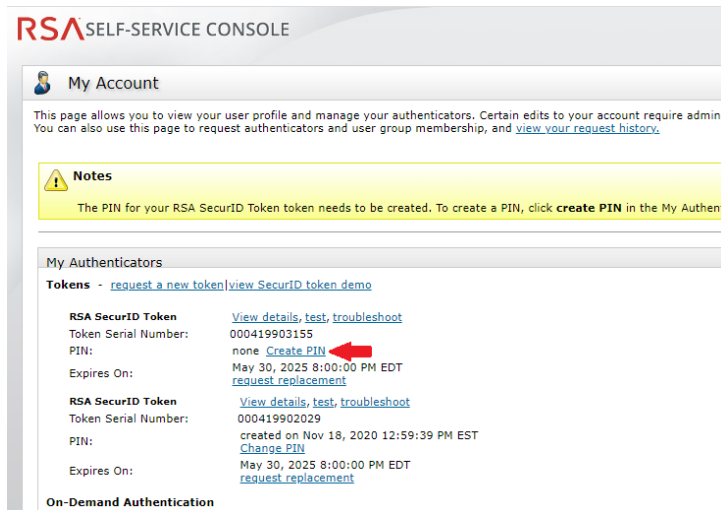 RSA SELF-SERVICE CONSOLE
My Account
This page allows you to view your user profile and manage your authenticators. Certain edits to your account require admin
You can also use this page to request authenticators and user group membership, and view your request history.
Notes
The PIN for your RSA SecurID Token token needs to be created. To create a PIN, click create PIN in the My Authen
My Authenticators
Tokens - request a new token|view SecurID token demo
RSA SecurID Token View details, test, troubleshoot
Token Serial Number: 000419903155
PIN: none Create PIN
Expires On: May 30, 2025 8:00:00 PM EDT
request replacement
RSA SecurID Token View details, test, troubleshoot
Token Serial Number: 000419902029
PIN: created on Nov 18, 2020 12:59:39 PM EST
Change PIN
Expires On: May 30, 2025 8:00:00 PM EDT
request replacement
On-Demand Authentication